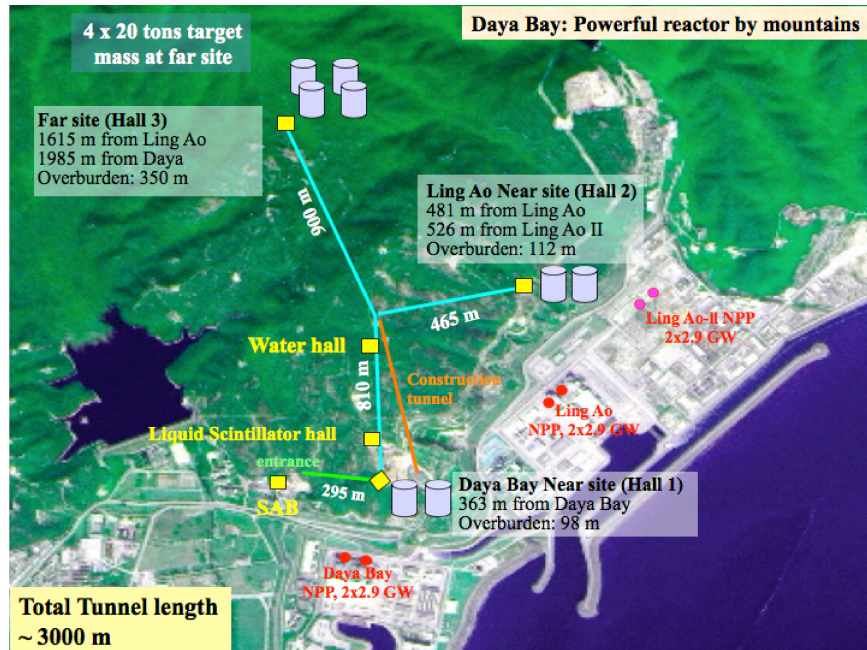 4 x 20 tons target
mass at far site
Daya Bay: Powerful reactor by mountains
Far site (Hall 3)
1615 m from Ling Ao
1985 m from Daya
Overburden: 350 m
900 m
Ling Ao Near site (Hall 2)
481 m from Ling Ao
526 m from Ling Ao II
Overburden: 112 m
465 m
Ling Ao-ll NPP
2x2.9 GW
Water hall
810 m
Construction
tunnel
Ling Ao
NPP, 2x2.9 GW
Liquid Scintillator hall
entrance
295 m
SAB
Daya Bay Near site (Hall 1)
363 m from Daya Bay
Overburden: 98 m
Daya Bay
NPP, 2x2.9 GW
Total Tunnel length
~ 3000 m